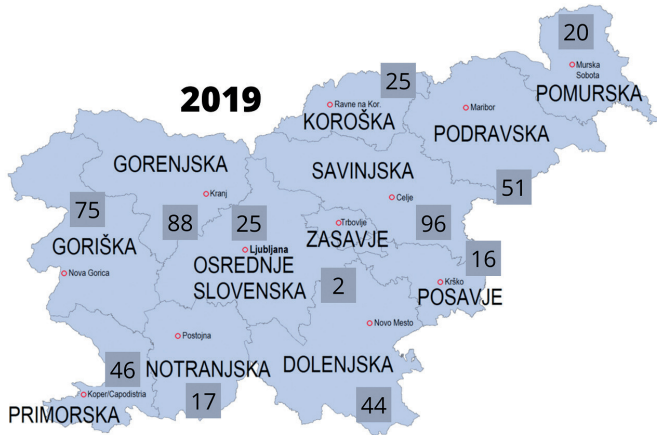 20
Murska
Sobota
POMURSKA
2019
25
Ravne na Kor.
KOROŠKA
Maribor
PODRAVSKA
GORENJSKA
SAVINJSKA
51
Kranj
Celje
75
88
25
Trbovlje
96
GORIŠKA
ZASAVJE
Ljubljana
OSREDNJE
SLOVENSKA
16
Nova Gorica
2
Krško
POSAVJE
Postojna
Novo Mesto
46
NOTRANJSKA
DOLENJSKA
Koper/Capodistria
17
44
PRIMORSKA